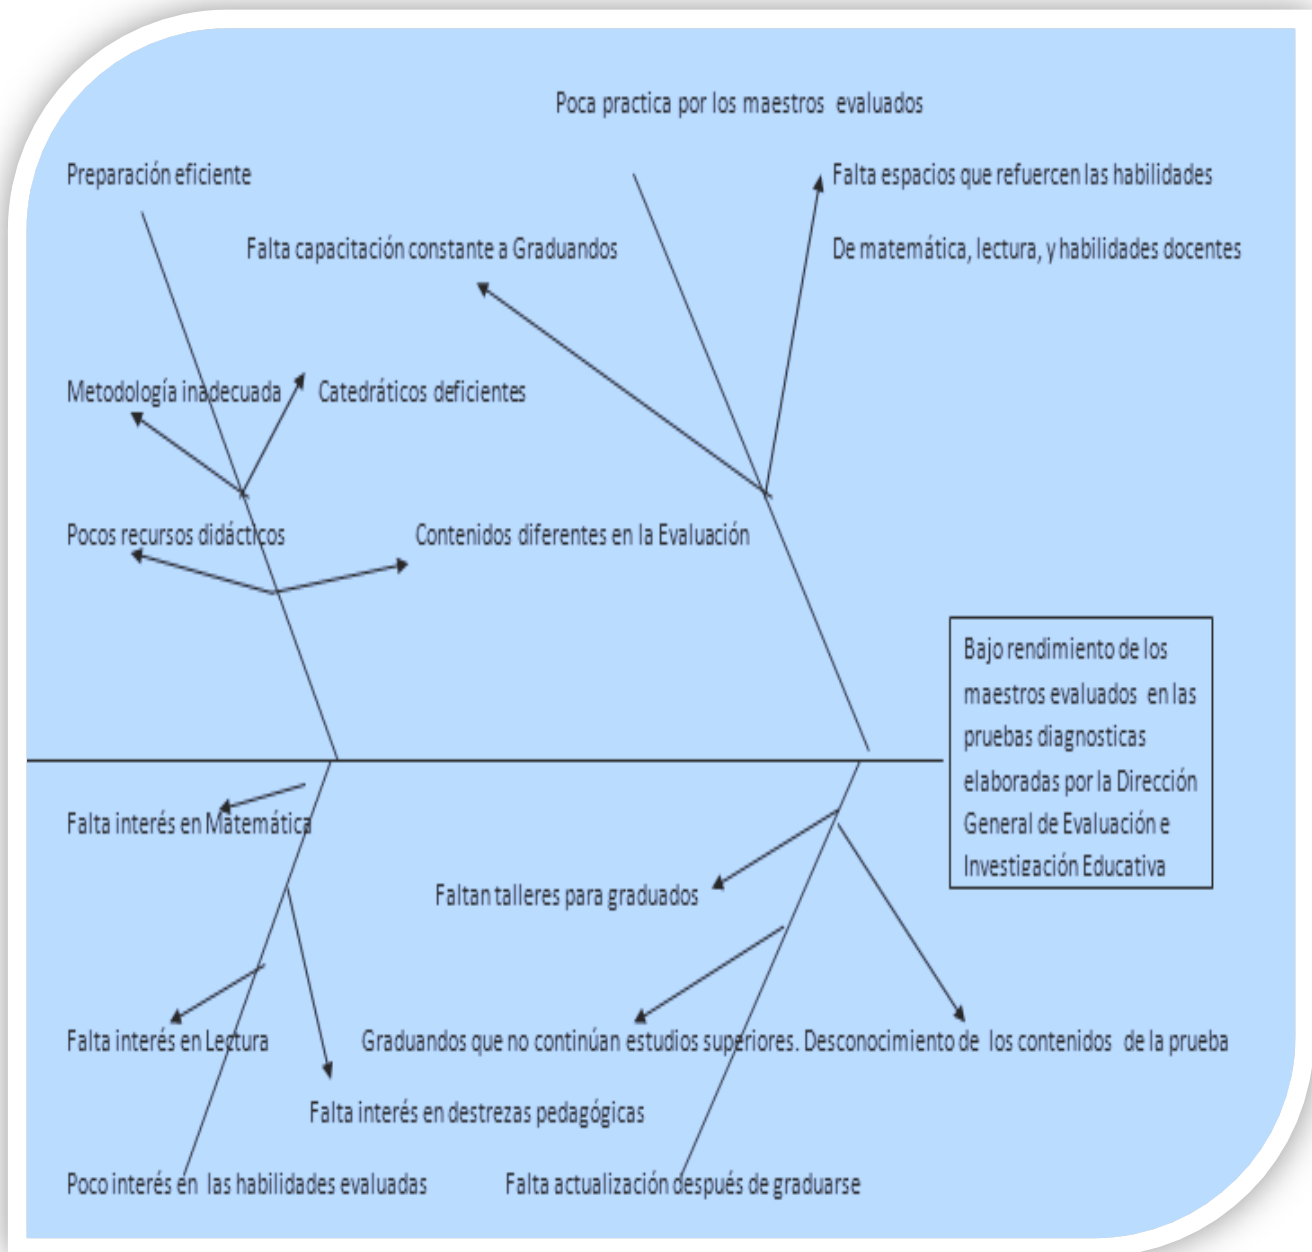 Poca practica por los maestros evaluados
Preparación eficiente
Falta espacios que refuercen las habilidades
Falta capacitación constante a Graduandos
De matemática, lectura, y habilidades docentes
Metodología inadecuada
Catedráticos deficientes
Pocos recursos didácticos
Contenidos diferentes en la Evaluación
Bajo rendimiento de los
maestros evaluados en las
pruebas diagnosticas
elaboradas por la Dirección
General de Evaluación e
Investigación Educativa
Falta interés en Matemática
Faltan talleres para graduados
Falta interés en Lectura
Graduandos que no continúan estudios superiores. Desconocimiento de los contenidos de la prueba
Falta interés en destrezas pedagógicas
Poco interés en las habilidades evaluadas
Falta actualización después de graduarse